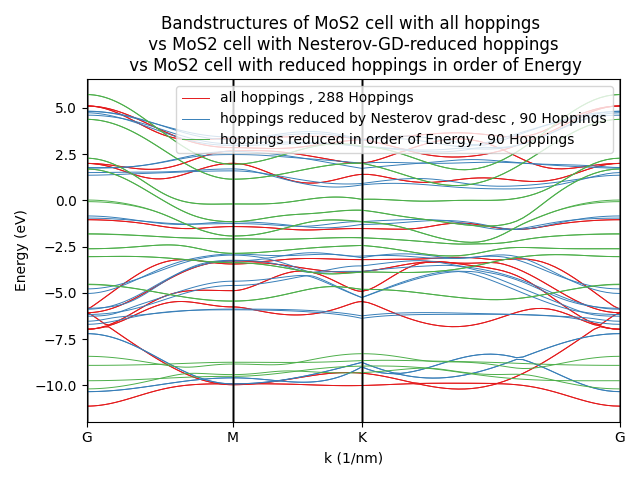 Bandstructures of MoS2 cell with all hoppings
vs MoS2 cell with Nesterov-GD-reduced hoppings
vs MoS2 cell with reduced hoppings in order of Energy
all hoppings , 288 Hoppings
hoppings reduced by Nesterov grad-desc , 90 Hoppings
hoppings reduced in order of Energy , 90 Hoppings
5.0
2.5
0.0
−2.5
−5.0
−7.5
−10.0
Energy (eV)
G M K G
k (1/nm)